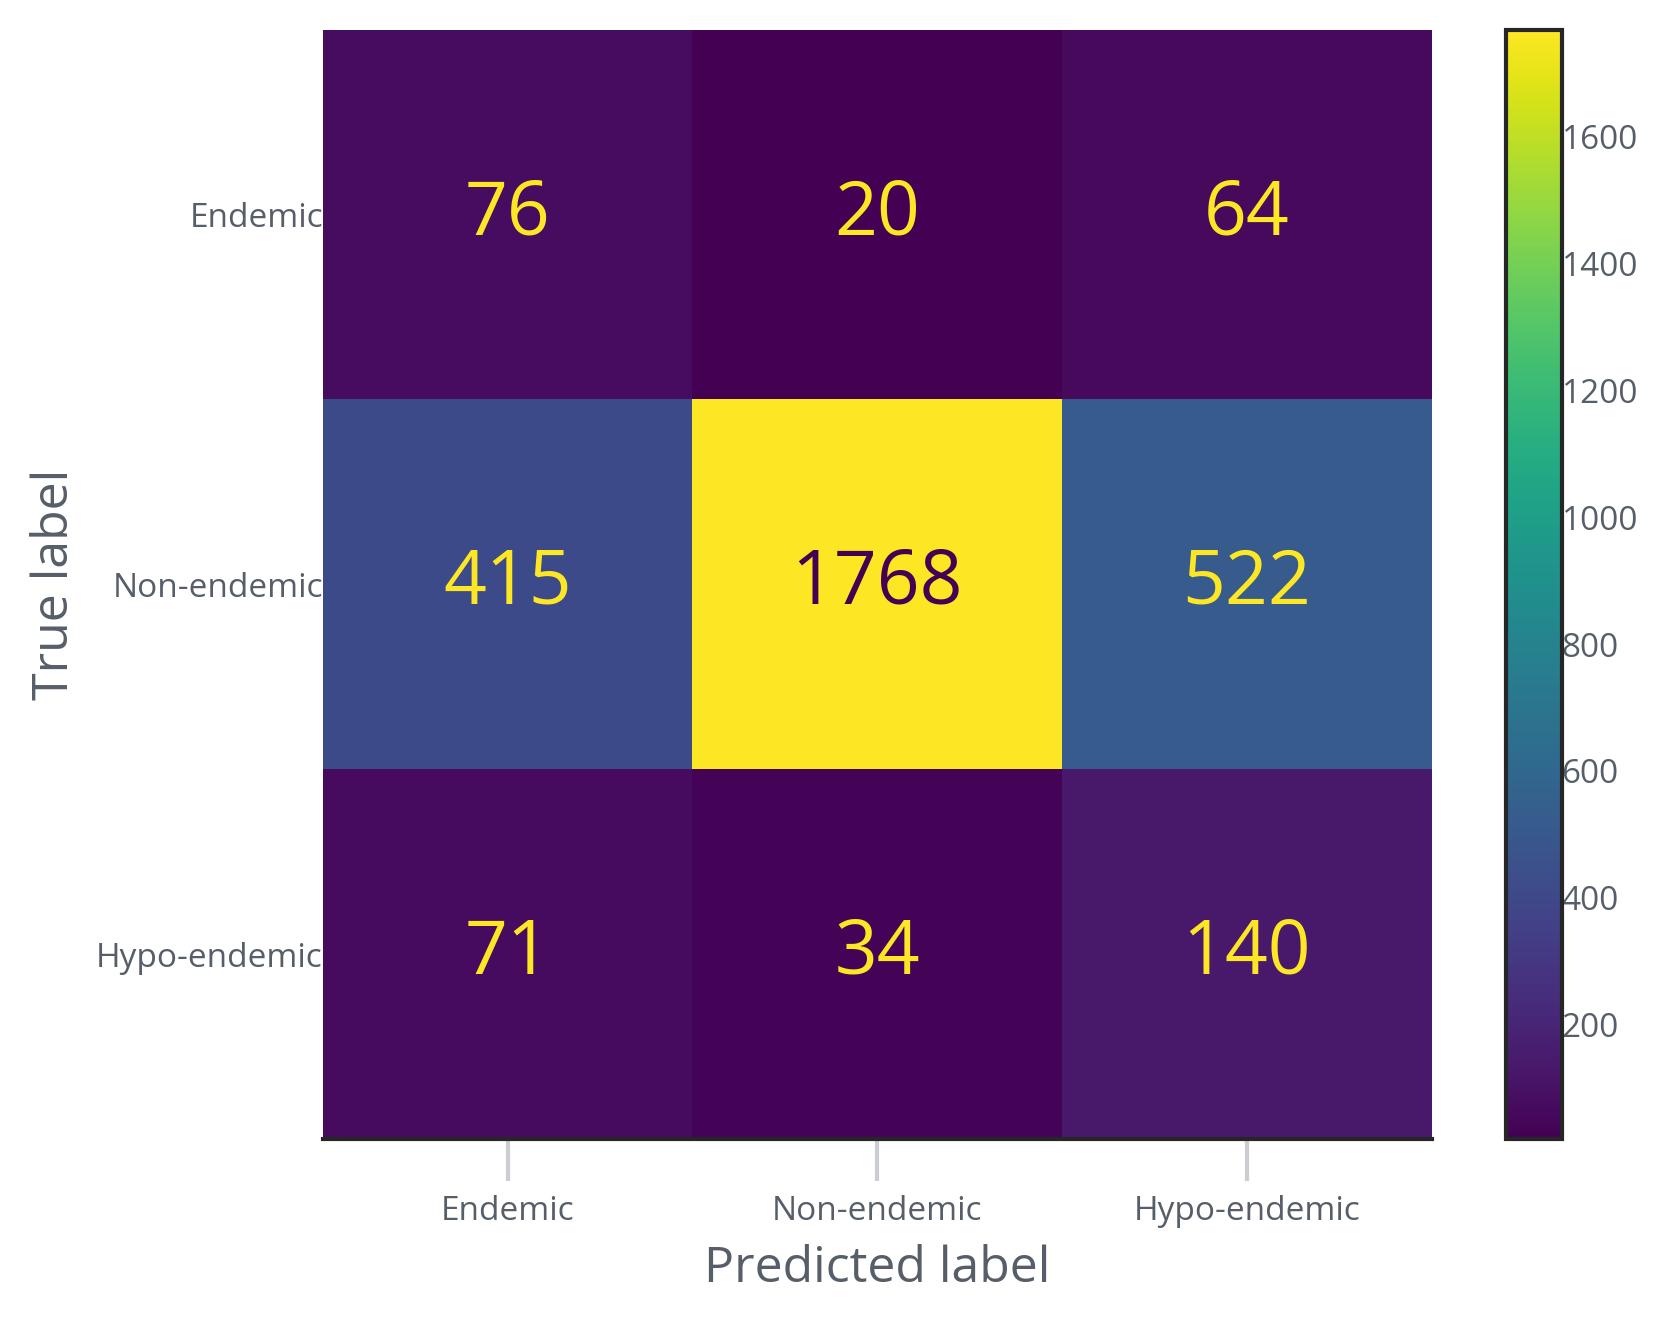 True label
Endemic
Non-endemic
Hypo-endemic
76 20 64
415 1768 522
71 34 140
Endemic Non-endemic Hypo-endemic
Predicted label
1600
1400
1200
1000
800
600
400
200